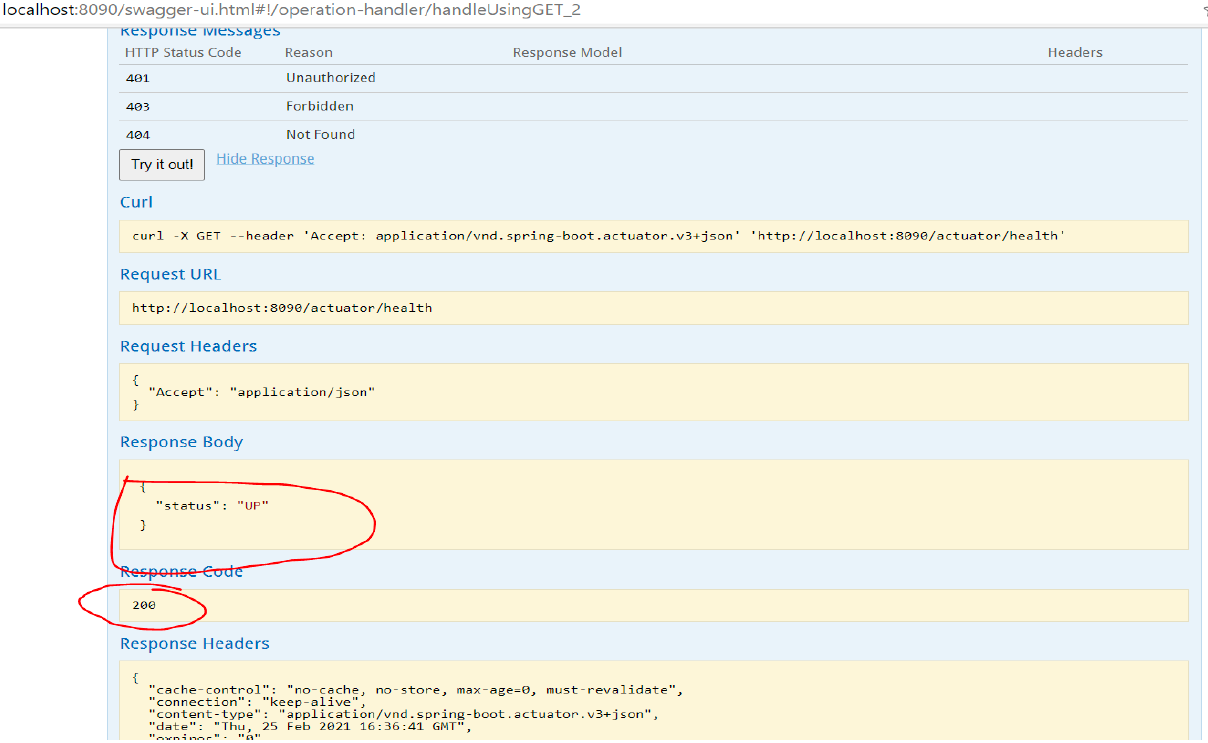 localhost:8090/swagger-ui.html#!/operation-handler/handleUsingGET_2
Response Messages
HTTP Status Code Reason Response Model Headers
401 Unauthorized
403 Forbidden
404 Not Found
Try it out! Hide Response
Curl
curl -X GET --header 'Accept: application/vnd.spring-boot.actuator.v3+json' 'http://localhost:8090/actuator/health'
Request URL
http://localhost:8090/actuator/health
Request Headers
{
"Accept": "application/json"
}
Response Body
{
"status": "UP"
}
Response Code
200
Response Headers
{
"cache-control": "no-cache, no-store, max-age=0, must-revalidate",
"connection": "keep-alive",
"content-type": "application/vnd.spring-boot.actuator.v3+json",
"date": "Thu, 25 Feb 2021 16:36:41 GMT",
"expires": "0"